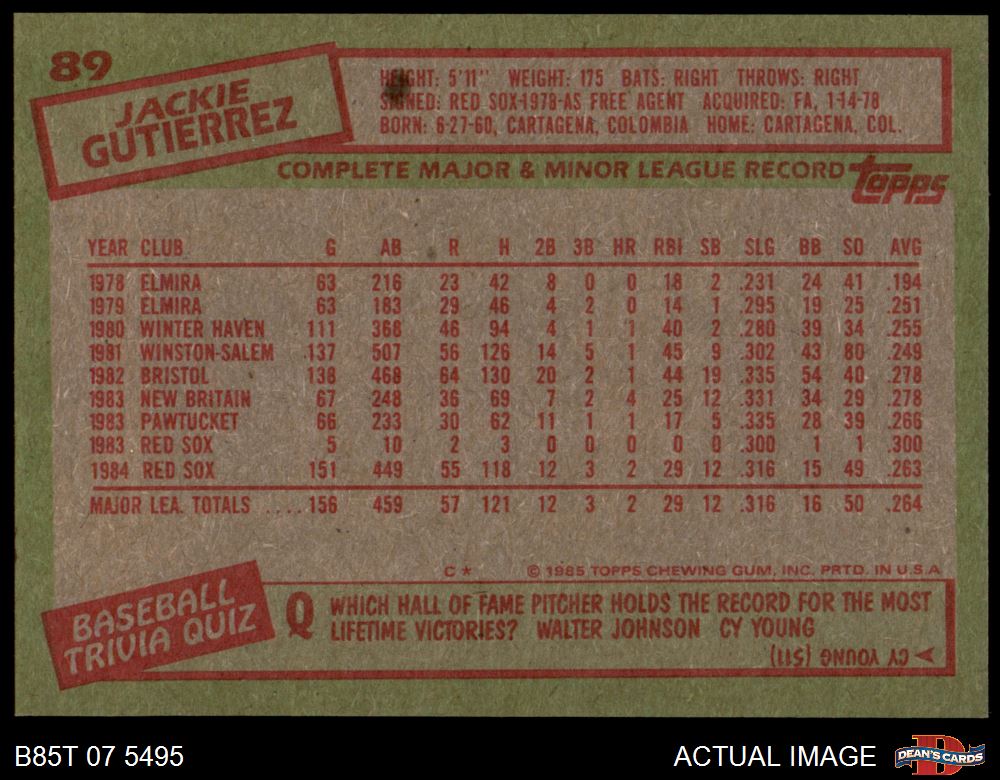 89
JACKIE
GUTIERREZ
HEIGHT: 5'11" WEIGHT: 175 BATS: RIGHT THROWS: RIGHT
SIGNED: RED SOX-1978-AS FREE AGENT ACQUIRED: FA, 1-14-78
BORN: 6-27-60, CARTAGENA, COLOMBIA HOME: CARTAGENA, COL.
COMPLETE MAJOR & MINOR LEAGUE RECORD topps
YEAR CLUB G AB R H 2B 3B HR RBI SB SLG BB SO AVG
1978 ELMIRA 63 216 23 42 8 0 0 18 2 .231 24 41 .194
1979 ELMIRA 63 183 29 46 4 2 0 14 1 .295 19 25 .251
1980 WINTER HAVEN 111 368 46 94 4 1 1 40 2 .280 39 34 .255
1981 WINSTON-SALEM 137 507 56 126 14 5 1 45 9 .302 43 80 .249
1982 BRISTOL 138 468 64 130 20 2 1 44 19 .335 54 40 .278
1983 NEW BRITAIN 67 248 36 69 7 2 4 25 12 .331 34 29 .278
1983 PAWTUCKET 66 233 30 62 11 1 1 17 5 .335 28 39 .266
1983 RED SOX 5 10 2 3 0 0 0 0 0 .300 1 1 .300
1984 RED SOX 151 449 55 118 12 3 2 29 12 .316 15 49 .263
MAJOR LEA. TOTALS .... 156 459 57 121 12 3 2 29 12 .316 16 50 .264
C * © 1985 TOPPS CHEWING GUM, INC. PRTD. IN U.S.A
BASEBALL
TRIVIA QUIZ
Q WHICH HALL OF FAME PITCHER HOLDS THE RECORD FOR THE MOST
LIFETIME VICTORIES? WALTER JOHNSON CY YOUNG
CY YOUNG (511)
B85T 07 5495 ACTUAL IMAGE D DEAN'S CARDS